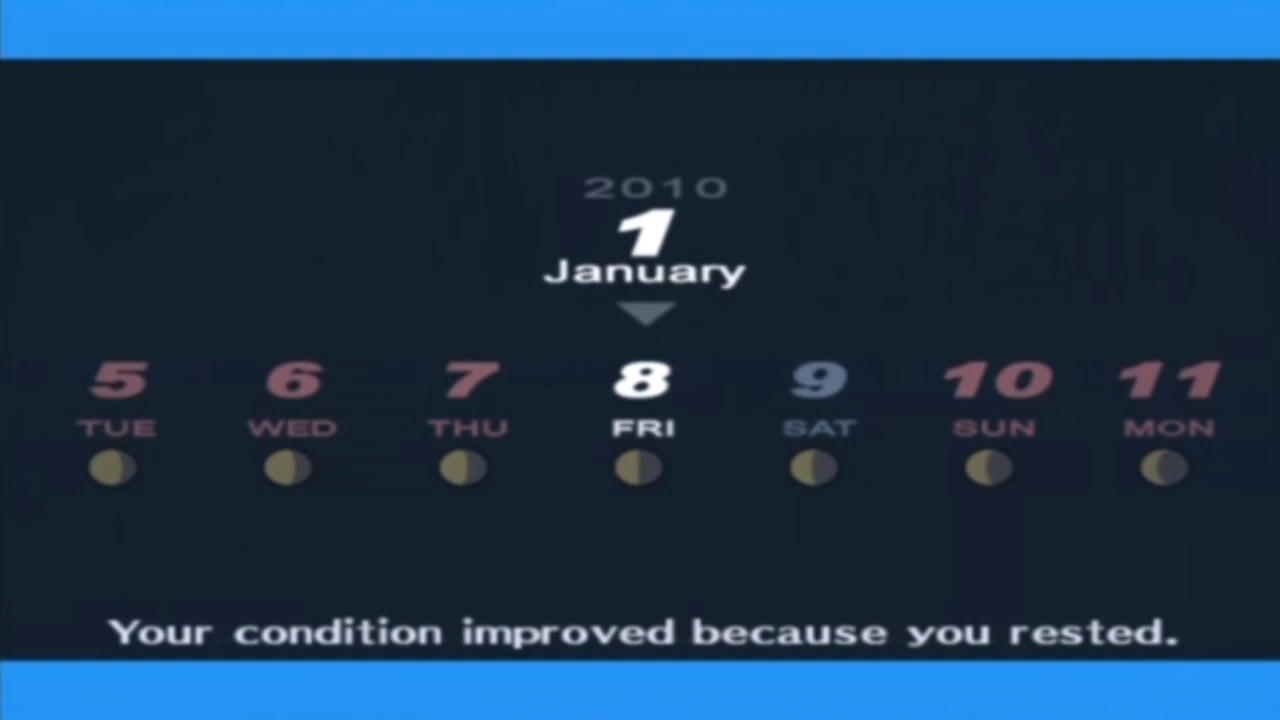 2010
1
January
5 6 7 8 9 10 11
TUE WED THU FRI SAT SUN MON
Your condition improved because you rested.